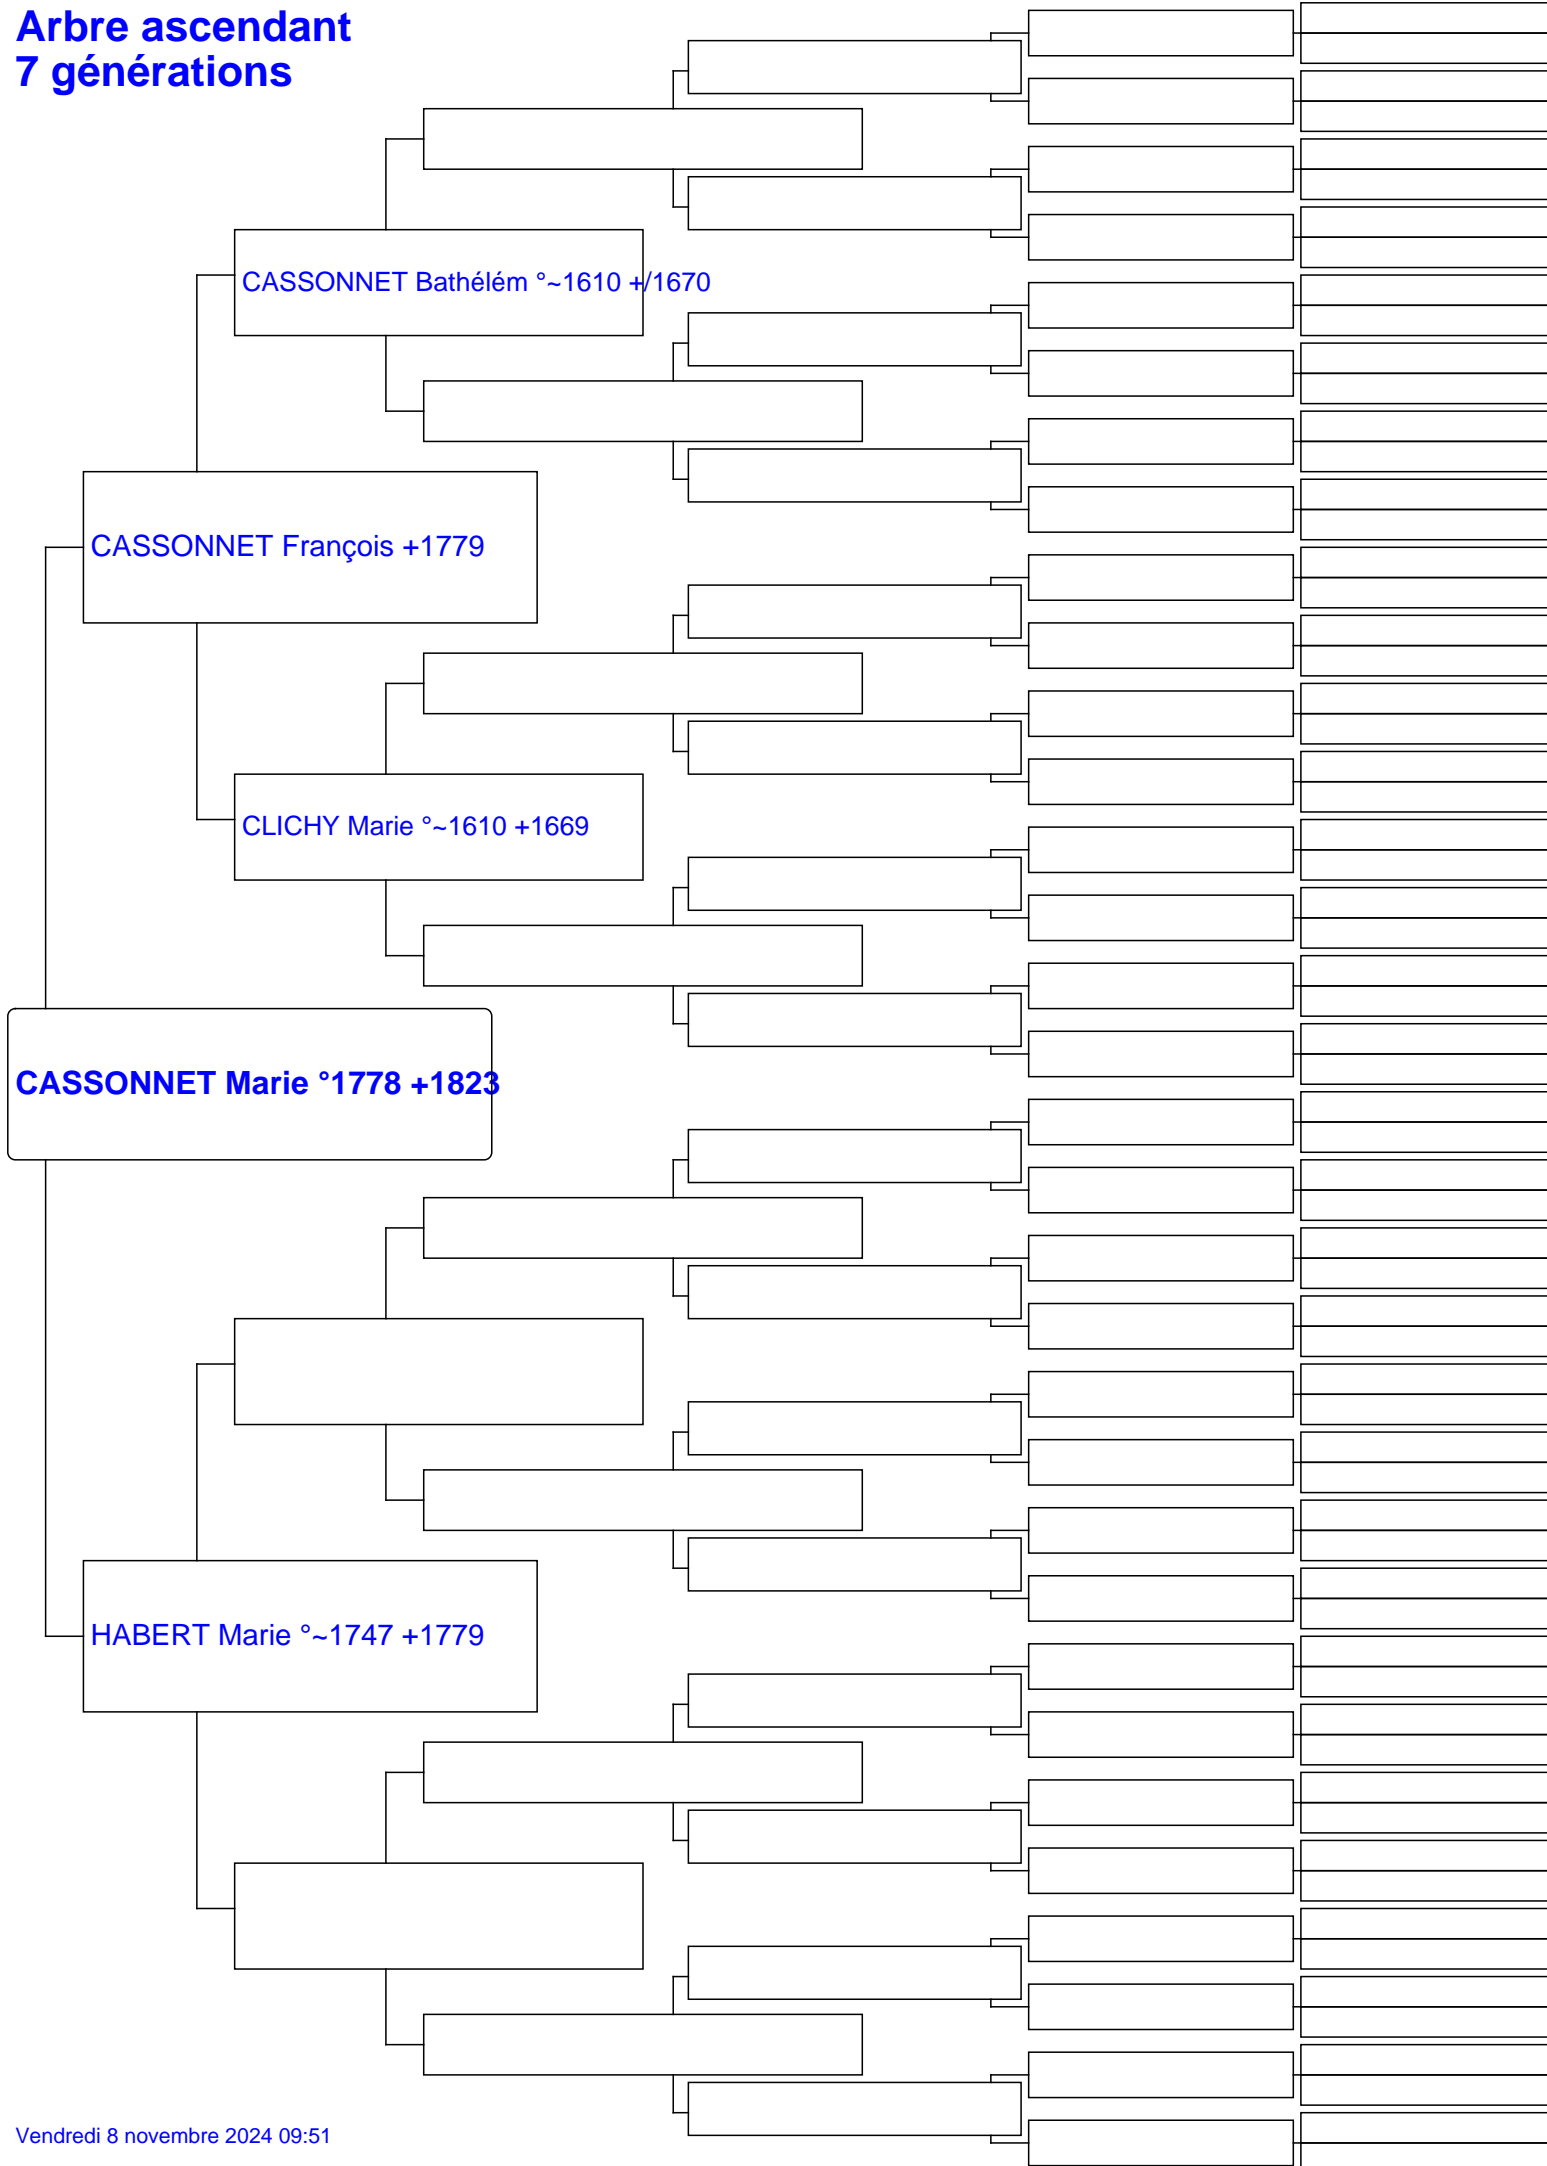 Arbre ascendant
7 générations
CASSONNET Bathélém °~1610 +/1670
CASSONNET François +1779
CLICHY Marie °~1610 +1669
CASSONNET Marie °1778 +1823
HABERT Marie °~1747 +1779
Vendredi 8 novembre 2024 09:51